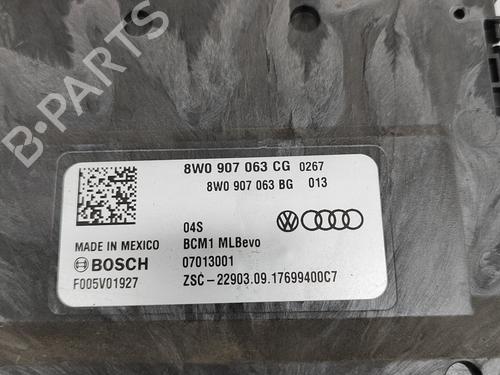 B-PARTS
8W0 907 063 CG 0267
8W0 907 063 BG 013
04S
MADE IN MEXICO BCM1 MLBevo
BOSCH 07013001
F005V01927 ZSC-22903.09.17699400C7